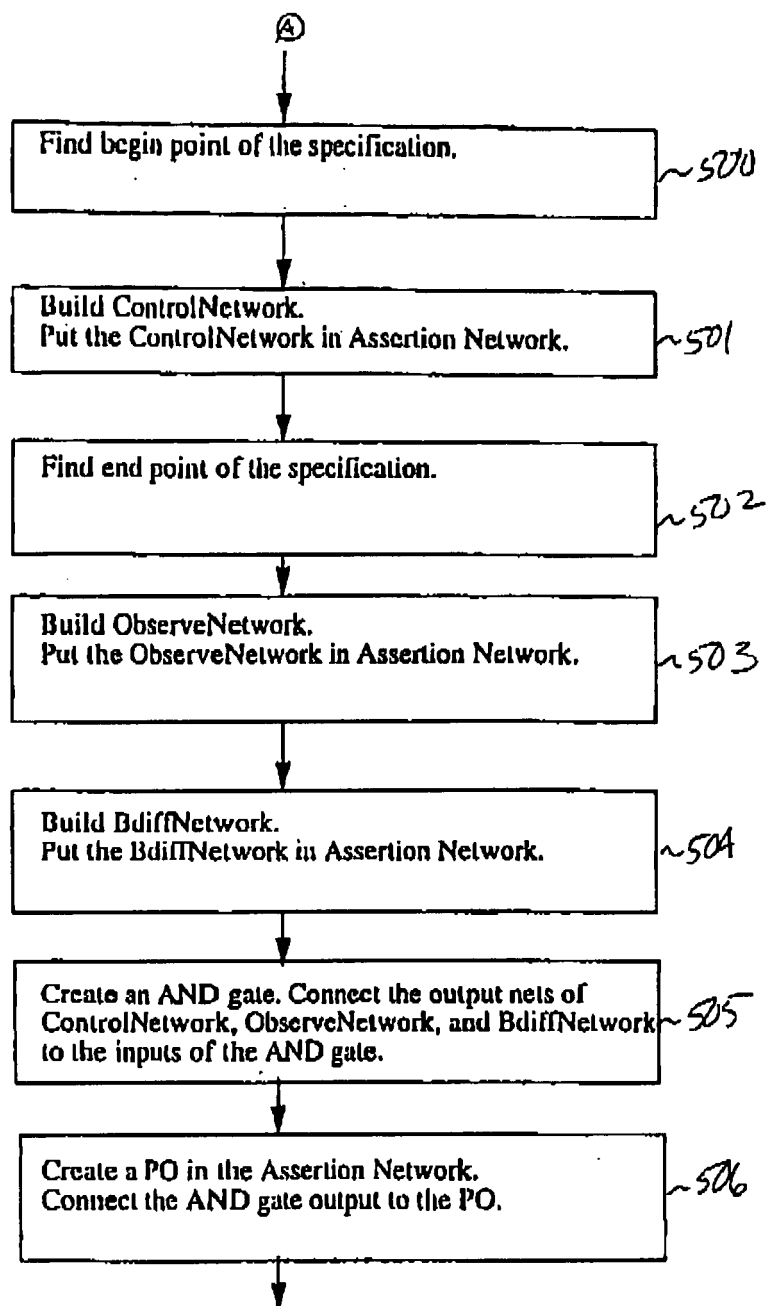 A
Find begin point of the specification.
500
Build ControlNetwork.
Put the ControlNetwork in Assertion Network.
501
Find end point of the specification.
502
Build ObserveNetwork.
Put the ObserveNetwork in Assertion Network.
503
Build BdiffNetwork.
Put the BdiffNetwork in Assertion Network.
504
Create an AND gate. Connect the output nets of
ControlNetwork, ObserveNetwork, and BdiffNetwork
to the inputs of the AND gate.
505
Create a PO in the Assertion Network.
Connect the AND gate output to the PO.
506